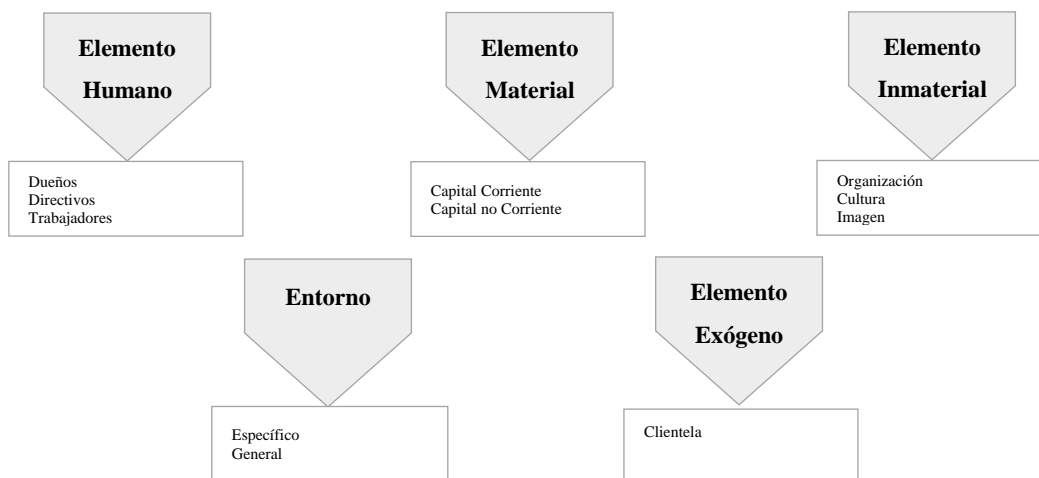 Elemento
Humano
Dueños
Directivos
Trabajadores
Elemento
Material
Capital Corriente
Capital no Corriente
Elemento
Inmaterial
Organización
Cultura
Imagen
Entorno
Específico
General
Elemento
Exógeno
Clientela